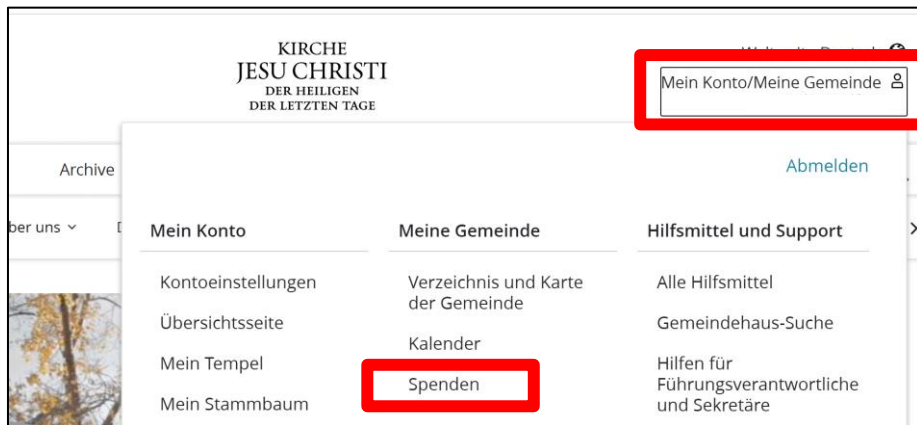 KIRCHE
JESU CHRISTI
DER HEILIGEN
DER LETZTEN TAGE
Mein Konto/Meine Gemeinde
Archive
Abmelden
ber uns
Mein Konto
Kontoeinstellungen
Übersichtsseite
Mein Tempel
Mein Stammbaum
Meine Gemeinde
Verzeichnis und Karte
der Gemeinde
Kalender
Spenden
Hilfsmittel und Support
Alle Hilfsmittel
Gemeindehaus-Suche
Hilfen für
Führungsverantwortliche
und Sekretäre